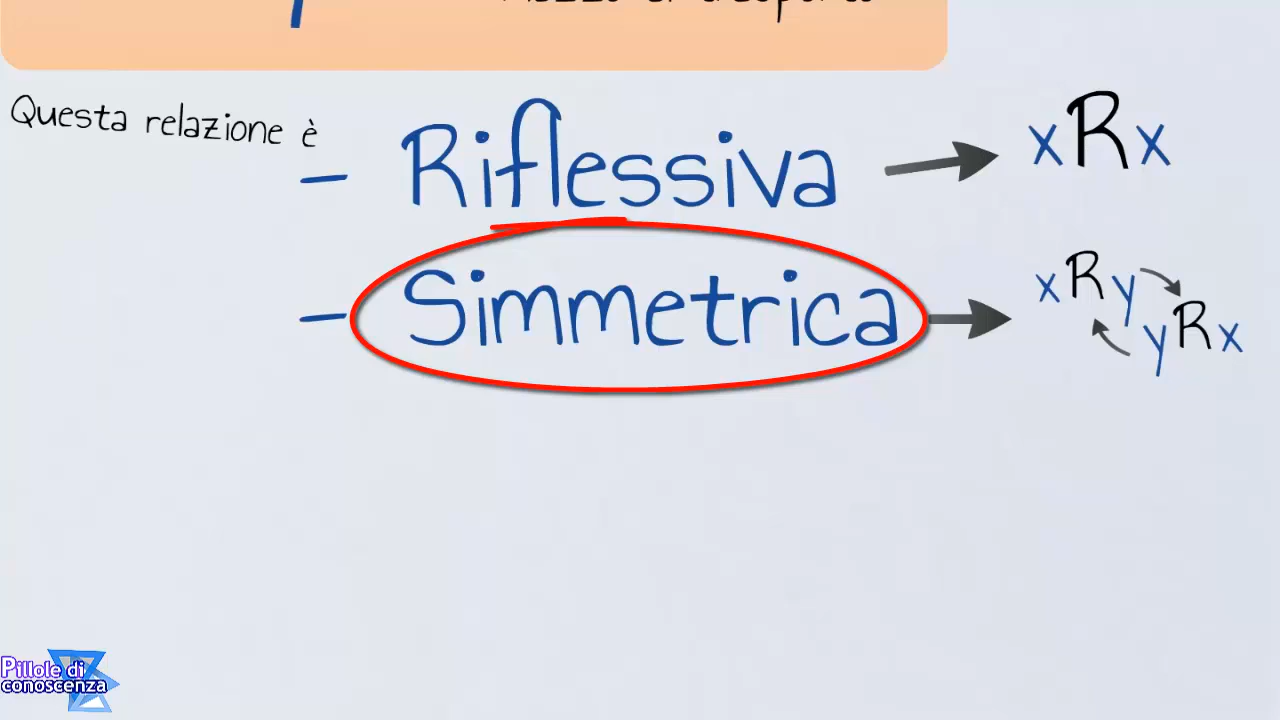 Questa relazione è
- Riflessiva → xRx
- Simmetrica → xRy
yRx
Pillole di
conoscenza